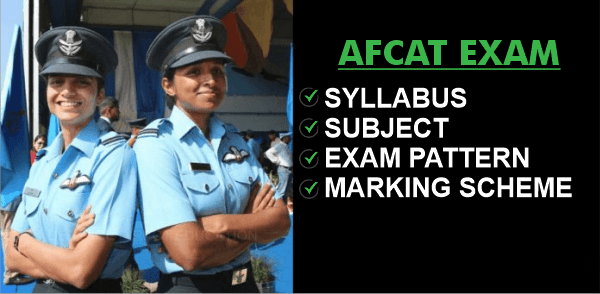 AFCAT EXAM
SYLLABUS
SUBJECT
EXAM PATTERN
MARKING SCHEME